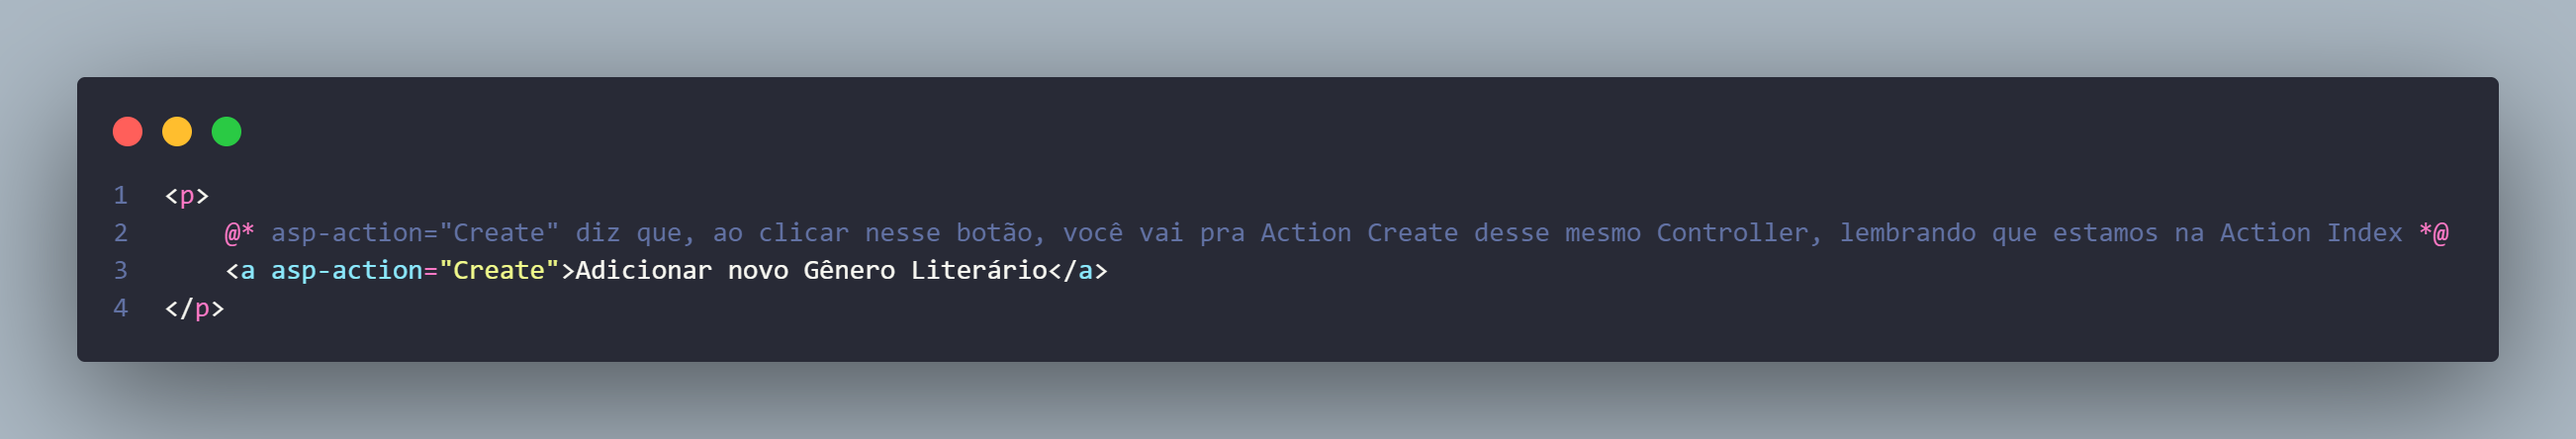 1 <p>
2 @* asp-action="Create" diz que, ao clicar nesse botão, você vai pra Action Create desse mesmo Controller, lembrando que estamos na Action Index *@
3 <a asp-action="Create">Adicionar novo Gênero Literário</a>
4 </p>